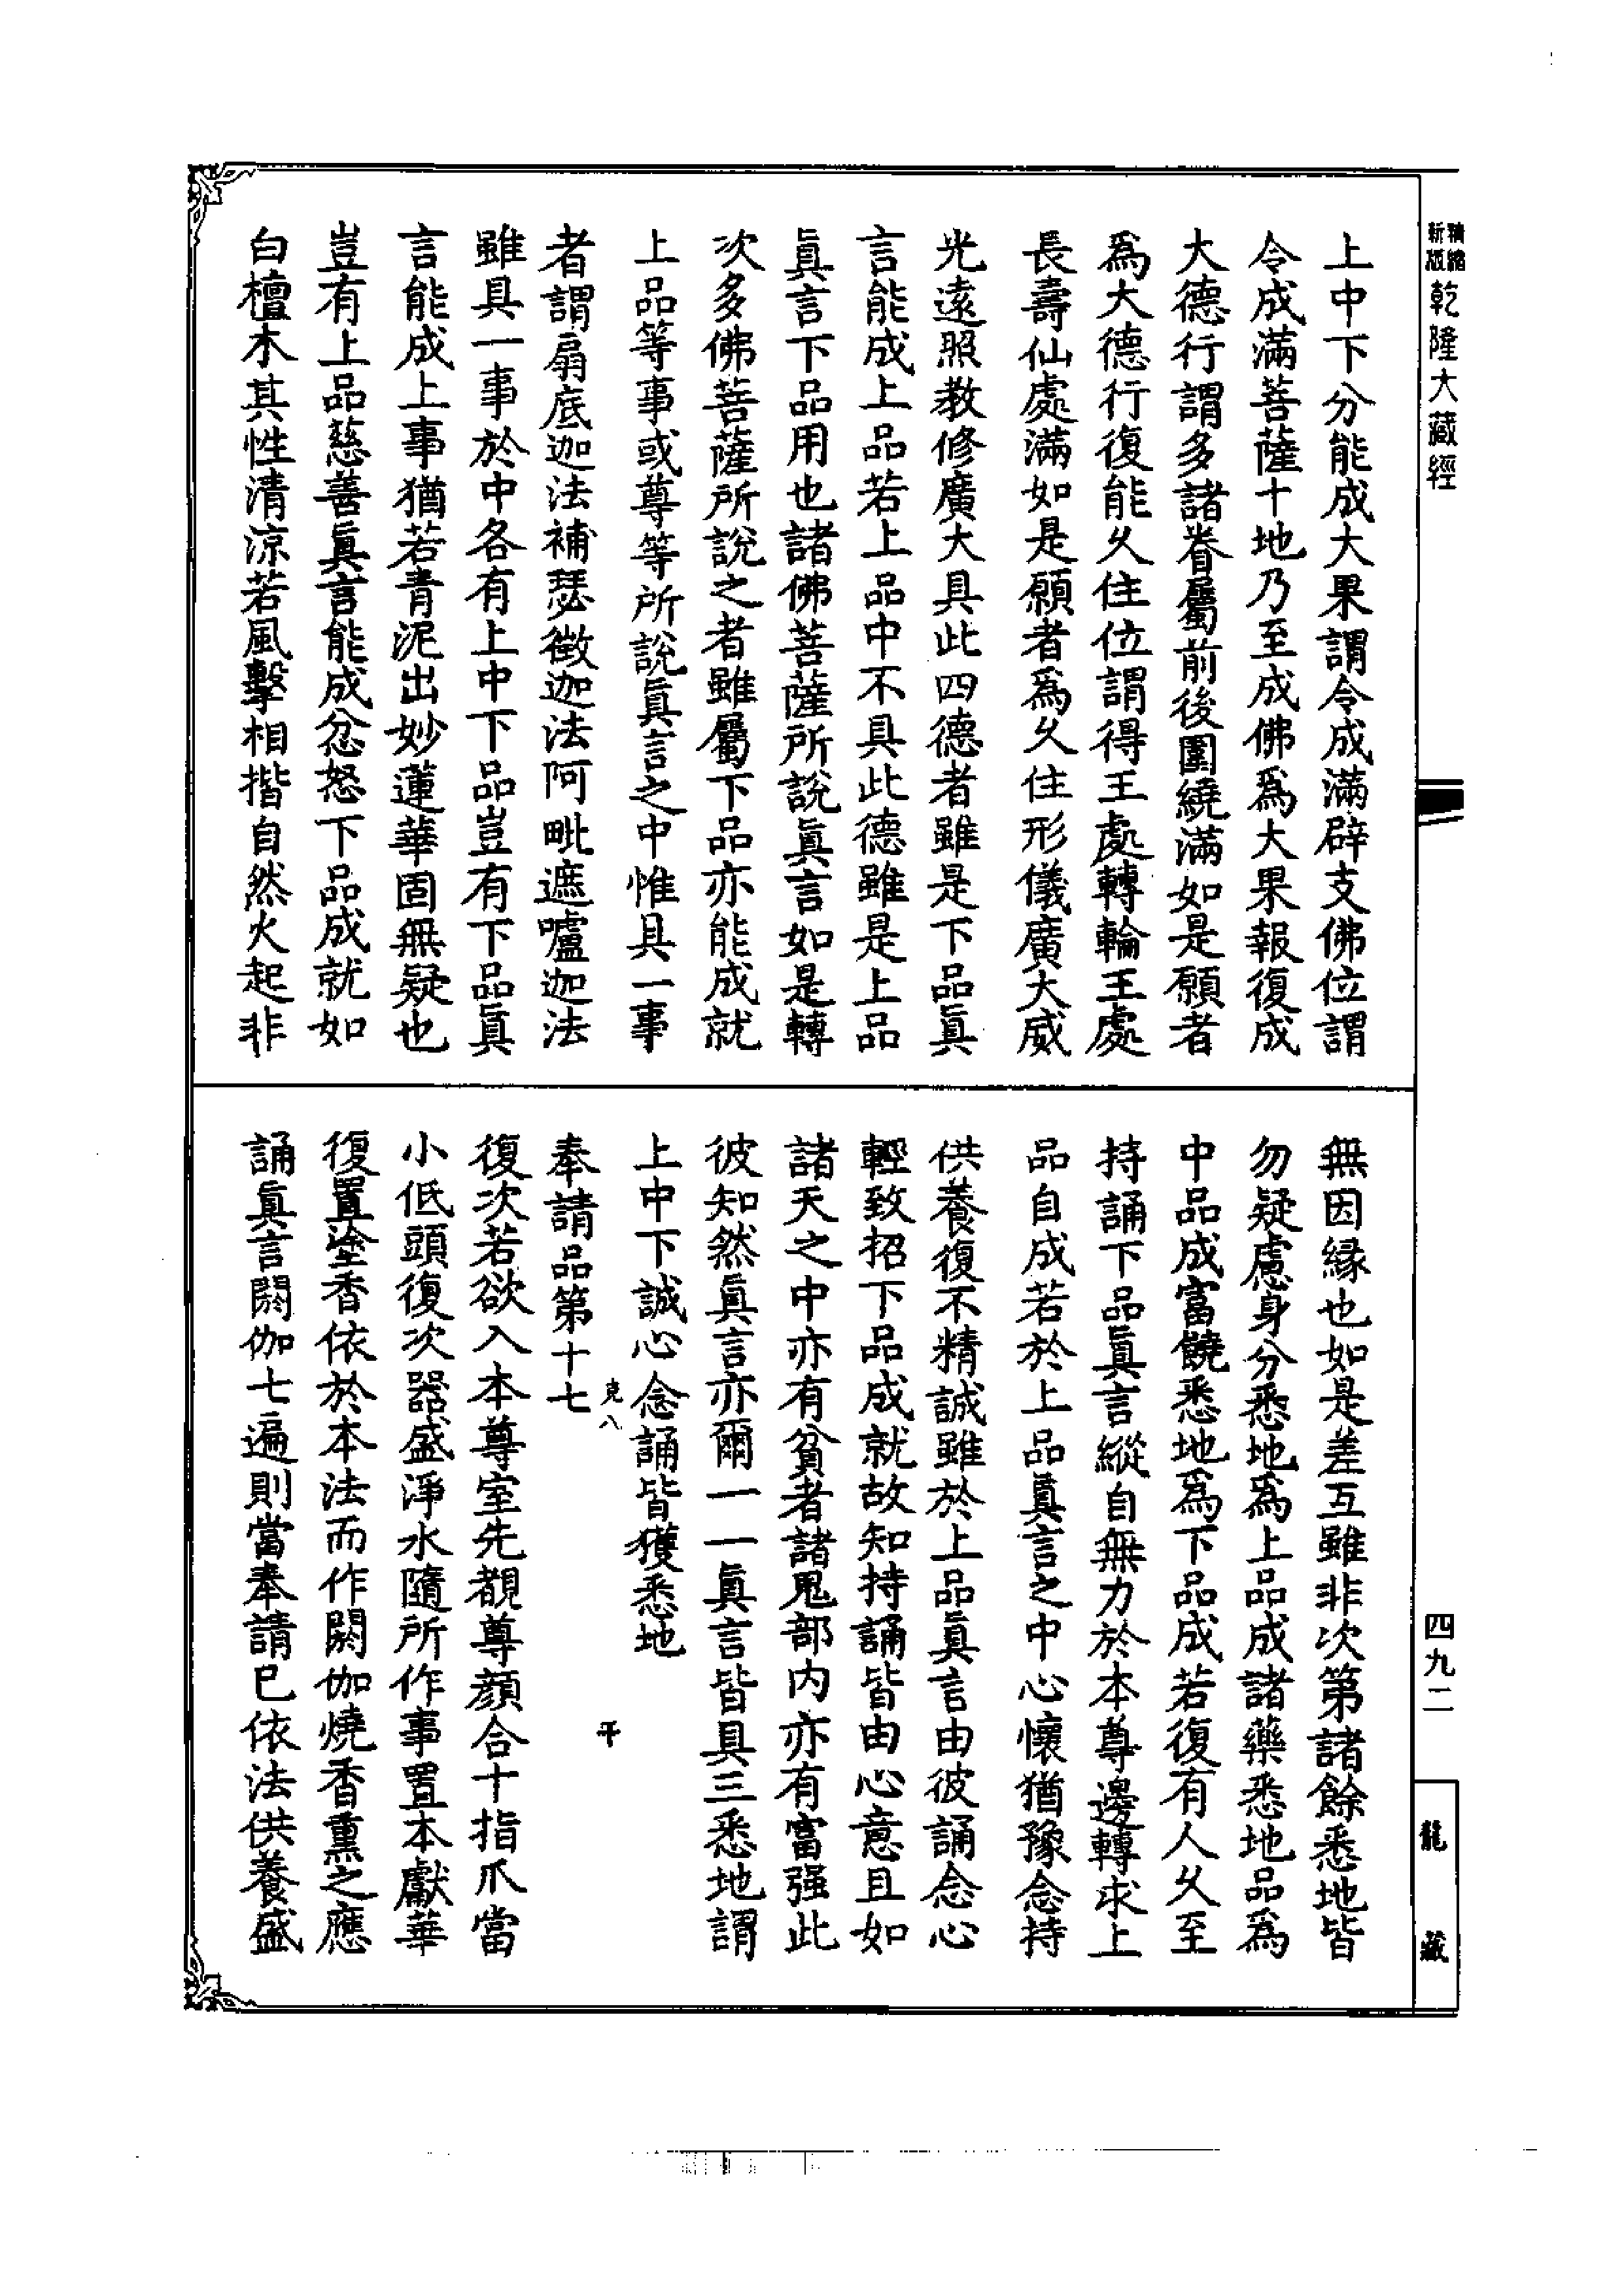 精縮新版乾隆大藏經
上中下分能成大果謂令成滿辟支佛位謂
令成滿菩薩十地乃至成佛爲大果報復成
大德行謂多諸眷屬前後圍繞滿如是願者
爲大德行復能久住位謂得王處轉輪王處
長壽仙處滿如是願者爲久住形儀廣大威
光遠照教修廣大具此四德者雖是下品眞
言能成上品若上品中不具此德雖是上品
眞言下品用也諸佛菩薩所說眞言如是轉
次多佛菩薩所說之者雖屬下品亦能成就
上品等事或尊等所說眞言之中惟具一事
者謂扇底迦法補瑟徵迦法阿毗遮嚧迦法
雖具一事於中各有上中下品豈有下品眞
言能成上事猶若青泥出妙蓮華固無疑也
豈有上品慈善眞言能成忿怒下品成就如
白檀木其性清涼若風擊相揩自然火起非
無因縁也如是差互雖非次第諸餘悉地皆
勿疑慮身分悉地爲上品成諸藥悉地品爲
中品成富饒悉地爲下品成若復有人久至
持誦下品眞言縱自無力於本尊邊轉求上
品自成若於上品眞言之中心懷猶豫念持
供養復不精誠雖於上品眞言由彼誦念心
輕致招下品成就故知持誦皆由心意且如
諸天之中亦有貧者諸鬼部内亦有富强此
彼知然眞言亦爾一一眞言皆具三悉地謂
上中下誠心念誦皆獲悉地
克八 平
奉請品第十七
復次若欲入本尊室先覩尊顔合十指爪當
小低頭復次器盛淨水隨所作事置本獻華
復置塗香依於本法而作閼伽燒香熏之應
誦眞言閼伽七遍則當奉請已依法供養盛
四九二
龍藏